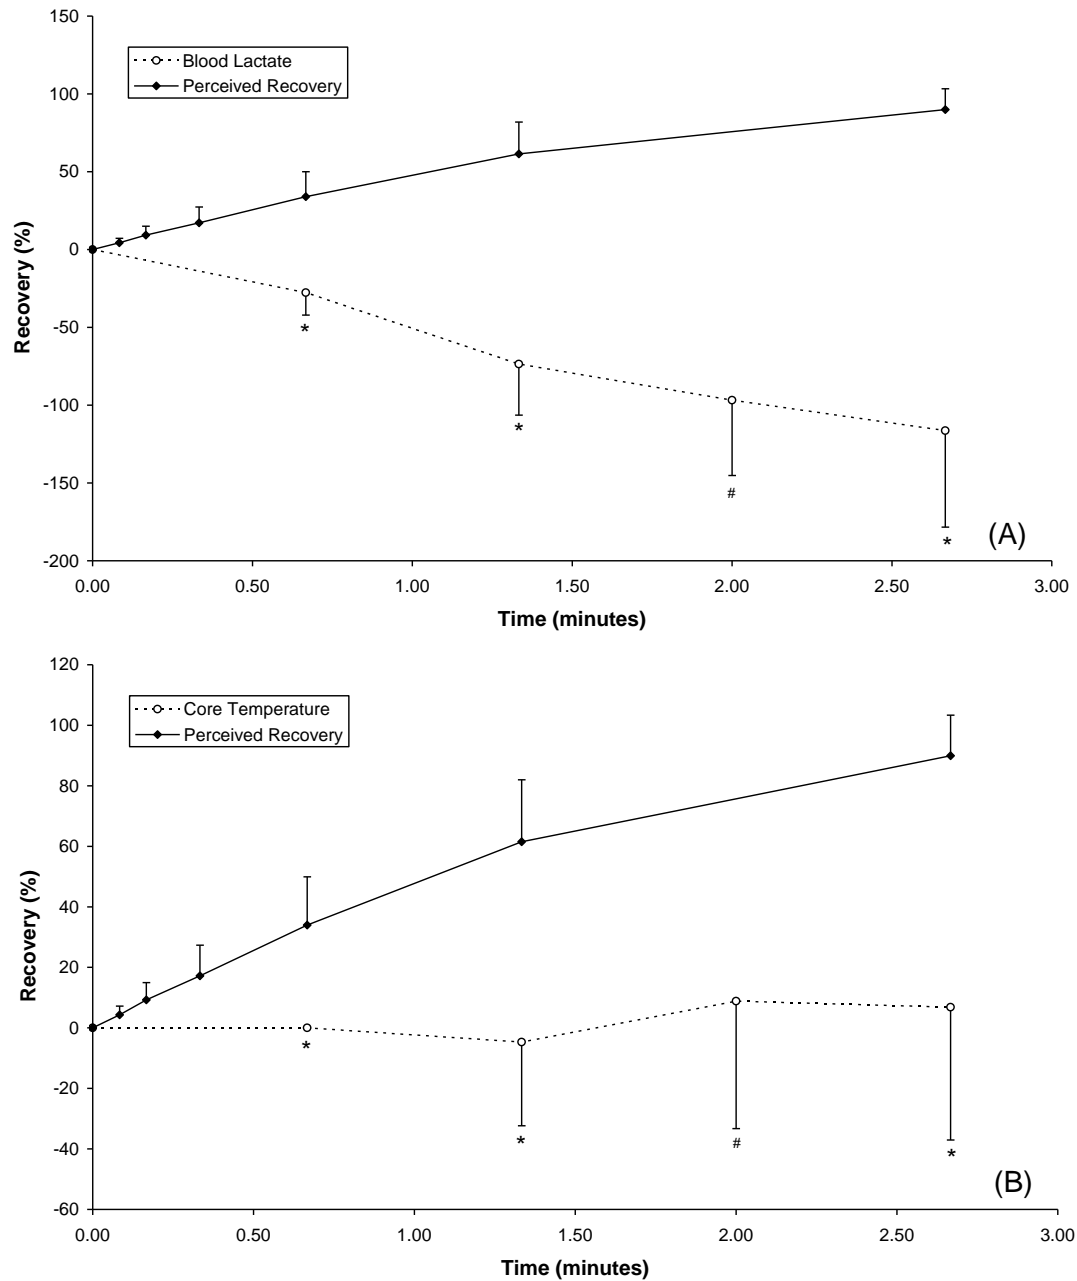 150
Blood Lactate
Perceived Recovery
100
50
0
-50
*
-100
*
-150
#
*
(A)
-200
Recovery (%)
0.00 0.50 1.00 1.50 2.00 2.50 3.00
Time (minutes)
120
Core Temperature
Perceived Recovery
100
80
60
40
20
0
*
-20
-40
* # *
(B)
-60
Recovery (%)
0.00 0.50 1.00 1.50 2.00 2.50 3.00
Time (minutes)